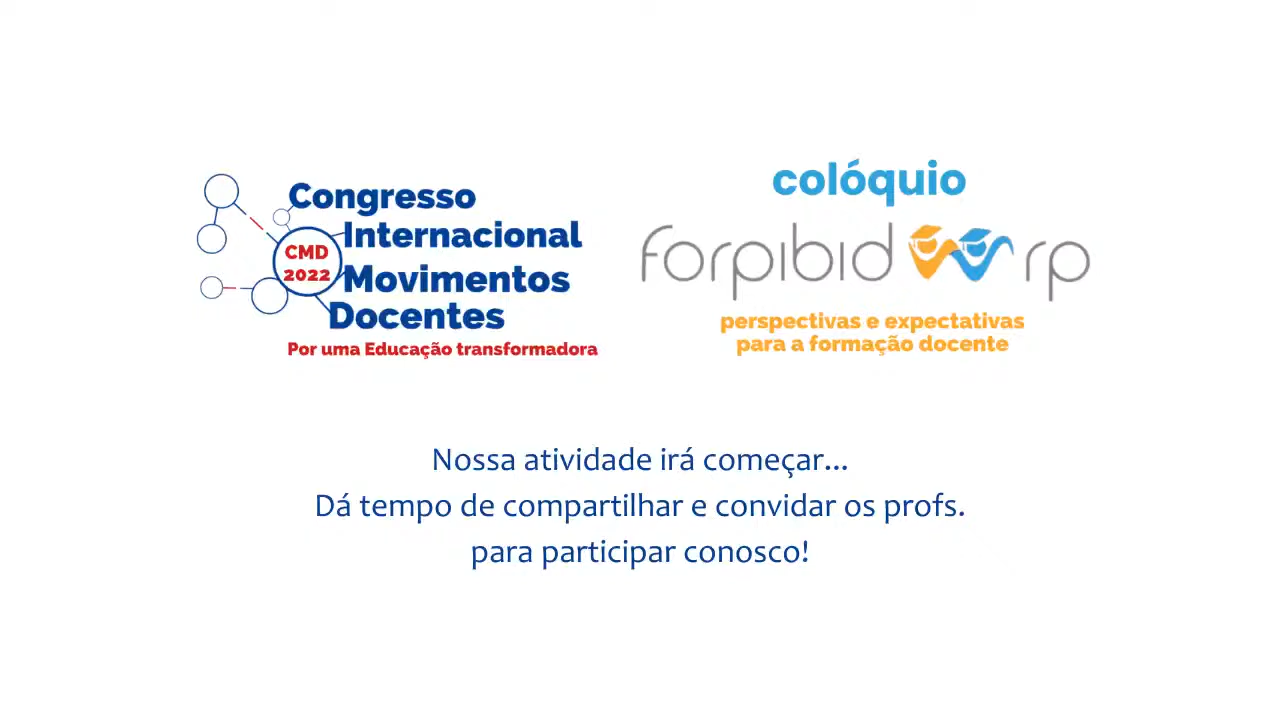 Congresso
Internacional
Movimentos
Docentes
CMD
2022
Por uma Educação transformadora
colóquio
forpibid rp
perspectivas e expectativas
para a formação docente
Nossa atividade irá começar...
Dá tempo de compartilhar e convidar os profs.
para participar conosco!